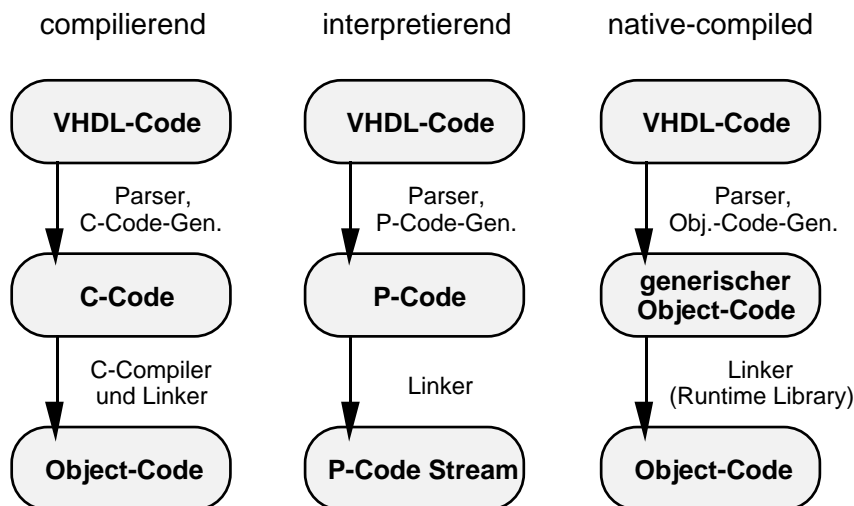 compilierend interpretierend native-compiled
VHDL-Code VHDL-Code VHDL-Code
Parser, Parser, Parser,
C-Code-Gen. P-Code-Gen. Obj.-Code-Gen.
C-Code P-Code generischer
Object-Code
C-Compiler Linker Linker
und Linker (Runtime Library)
Object-Code P-Code Stream Object-Code